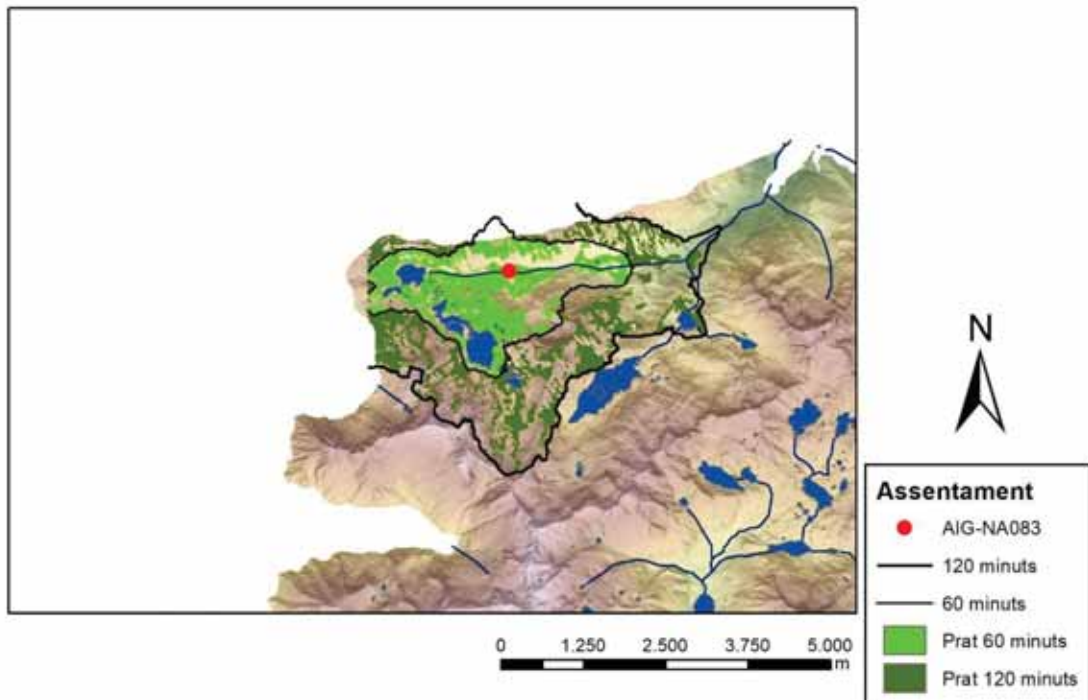 N
Assentament
AIG-NA083
120 minuts
60 minuts
Prat 60 minuts
Prat 120 minuts
0 1.250 2.500 3.750 5.000
m